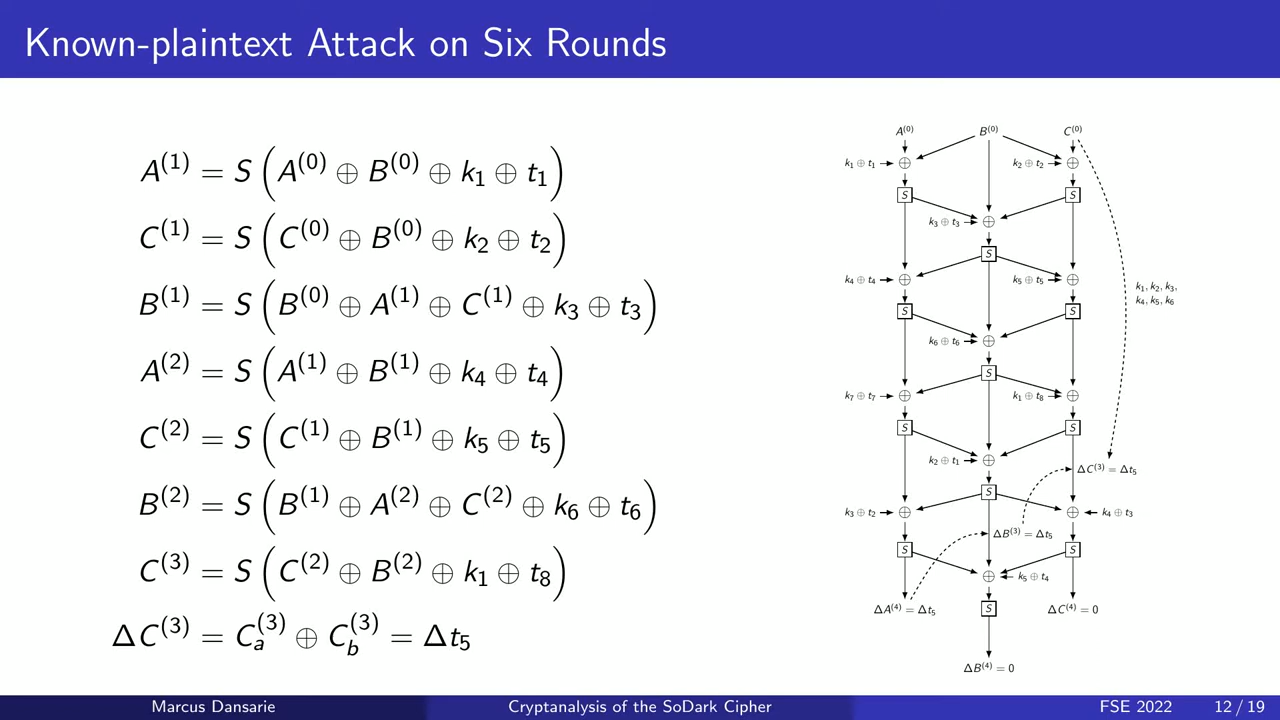 Known-plaintext Attack on Six Rounds
A^(1) = S (A^(0) ⊕ B^(0) ⊕ k₁ ⊕ t₁)
C^(1) = S (C^(0) ⊕ B^(0) ⊕ k₂ ⊕ t₂)
B^(1) = S (B^(0) ⊕ A^(1) ⊕ C^(1) ⊕ k₃ ⊕ t₃)
A^(2) = S (A^(1) ⊕ B^(1) ⊕ k₄ ⊕ t₄)
C^(2) = S (C^(1) ⊕ B^(1) ⊕ k₅ ⊕ t₅)
B^(2) = S (B^(1) ⊕ A^(2) ⊕ C^(2) ⊕ k₆ ⊕ t₆)
C^(3) = S (C^(2) ⊕ B^(2) ⊕ k₁ ⊕ t₈)
ΔC^(3) = C_a^(3) ⊕ C_b^(3) = Δt₅
A^(0) B^(0) C^(0)
k₁ ⊕ t₁ ⊕ k₂ ⊕ t₂ ⊕
S S
k₃ ⊕ t₃ ⊕
S
k₄ ⊕ t₄ ⊕ k₅ ⊕ t₅ ⊕
k₁, k₂, k₃,
k₄, k₅, k₆
S S
k₆ ⊕ t₆ ⊕
S
k₇ ⊕ t₇ ⊕ k₁ ⊕ t₈ ⊕
S S
k₂ ⊕ t₁ ⊕
ΔC^(3) = Δt₅
S
k₃ ⊕ t₂ ⊕ ⊕ k₄ ⊕ t₃
ΔB^(3) = Δt₅
S S
⊕ k₅ ⊕ t₄
ΔA^(4) = Δt₅ S ΔC^(4) = 0
ΔB^(4) = 0
Marcus Dansarie Cryptanalysis of the SoDark Cipher FSE 2022 12 / 19